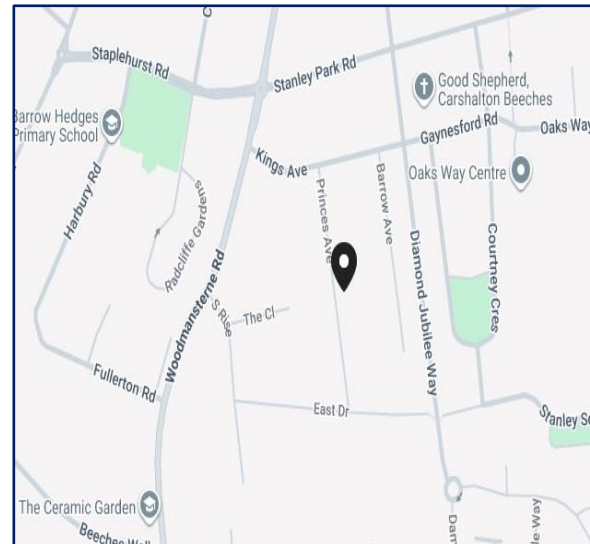 Staplehurst Rd
Stanley Park Rd
Good Shepherd,
Carshalton Beeches
Barrow Hedges
Primary School
Gaynesford Rd
Oaks Way
Kings Ave
Oaks Way Centre
Harbury Rd
Radcliffe Gardens
Princes Ave
Barrow Ave
Woodmansterne Rd
Diamond Jubilee Way
Courtney Cres
S Rise
The Cl
Fullerton Rd
East Dr
Stanley
The Ceramic Garden
Beeches
Way